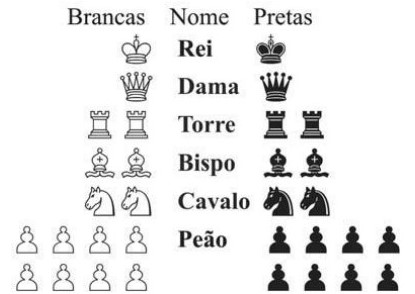 Brancas Nome Pretas
Rei
Dama
Torre
Bispo
Cavalo
Peão